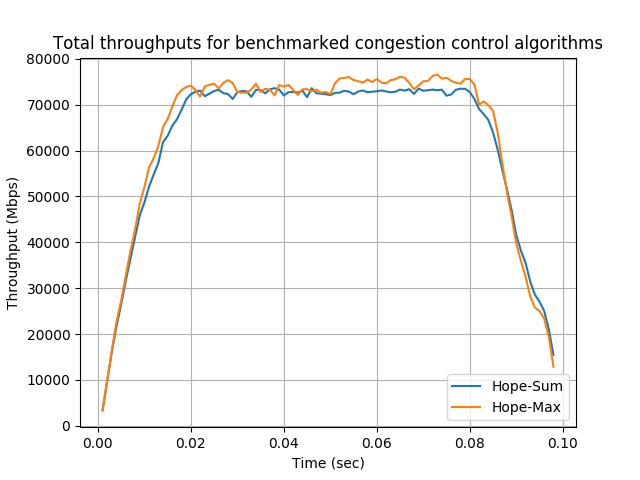 Total throughputs for benchmarked congestion control algorithms
80000
70000
60000
50000
40000
30000
20000
10000
0
Throughput (Mbps)
0.00 0.02 0.04 0.06 0.08 0.10
Time (sec)
Hope-Sum
Hope-Max